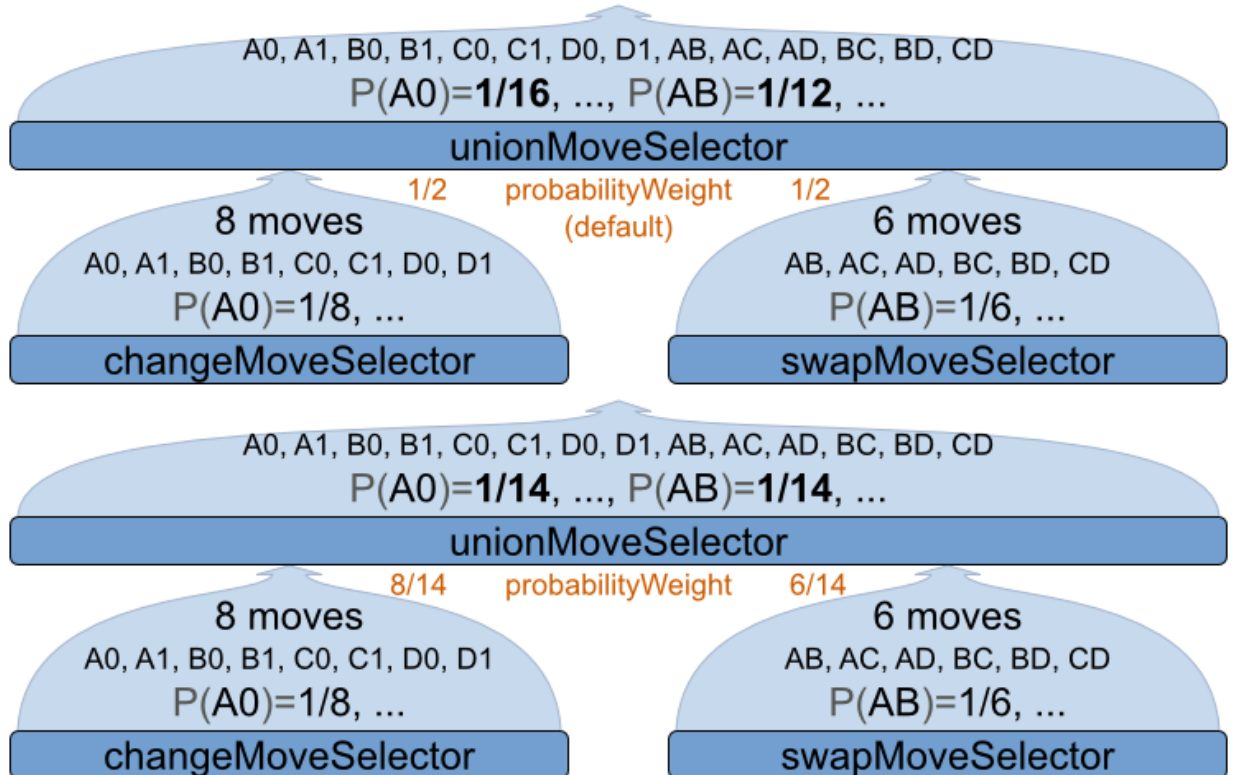 A0, A1, B0, B1, C0, C1, D0, D1, AB, AC, AD, BC, BD, CD
P(A0)=1/16, ..., P(AB)=1/12, ...
unionMoveSelector
1/2 probabilityWeight 1/2
(default)
8 moves
A0, A1, B0, B1, C0, C1, D0, D1
P(A0)=1/8, ...
changeMoveSelector
6 moves
AB, AC, AD, BC, BD, CD
P(AB)=1/6, ...
swapMoveSelector
A0, A1, B0, B1, C0, C1, D0, D1, AB, AC, AD, BC, BD, CD
P(A0)=1/14, ..., P(AB)=1/14, ...
unionMoveSelector
8/14 probabilityWeight 6/14
8 moves
A0, A1, B0, B1, C0, C1, D0, D1
P(A0)=1/8, ...
changeMoveSelector
6 moves
AB, AC, AD, BC, BD, CD
P(AB)=1/6, ...
swapMoveSelector